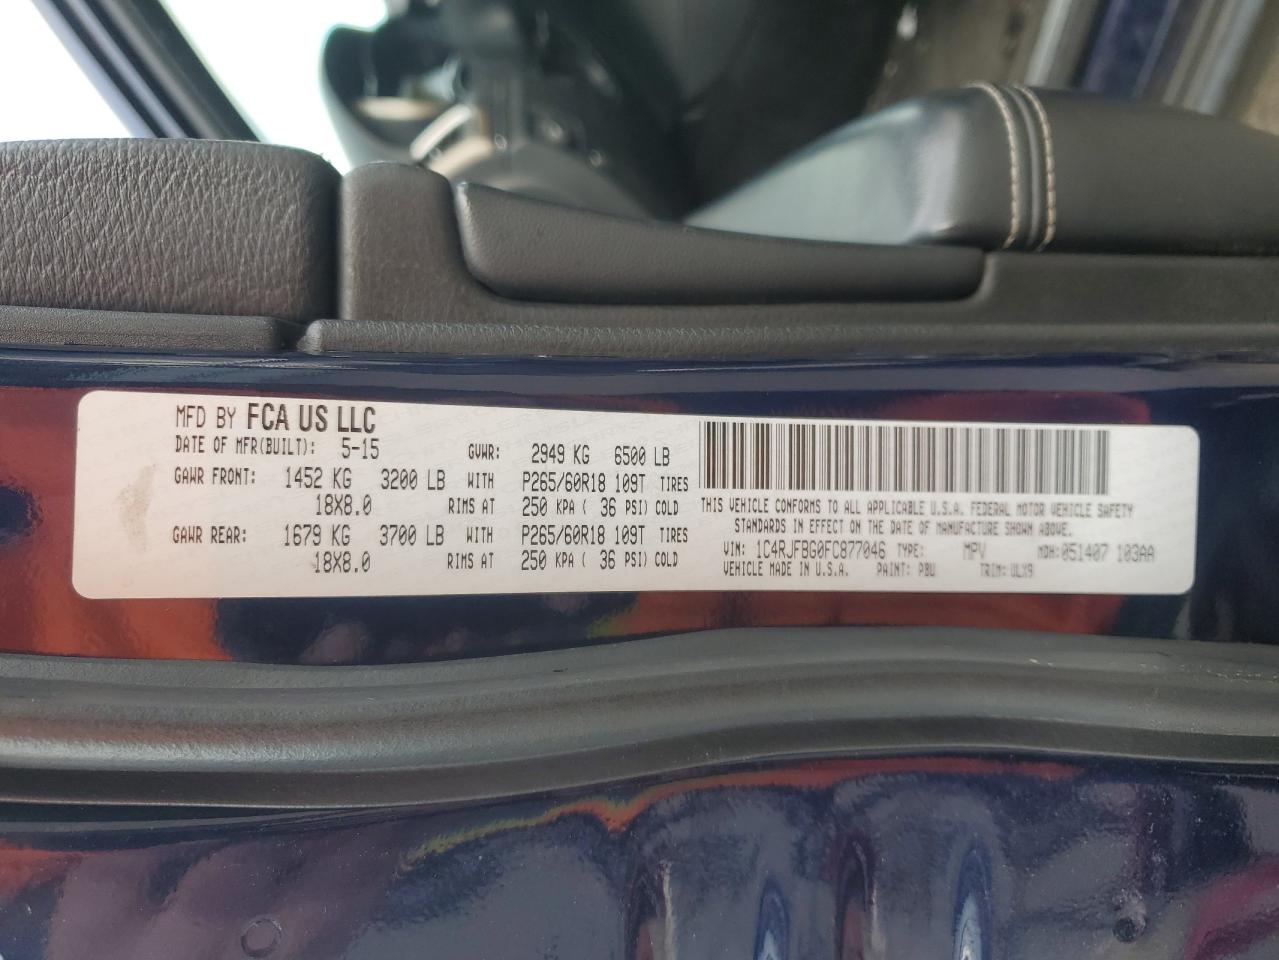 MFD BY FCA US LLC
DATE OF MFR(BUILT): 5-15 GVWR: 2949 KG 6500 LB
GAWR FRONT: 1452 KG 3200 LB WITH P265/60R18 109T TIRES
18X8.0 RIMS AT 250 KPA ( 36 PSI) COLD
GAWR REAR: 1679 KG 3700 LB WITH P265/60R18 109T TIRES
18X8.0 RIMS AT 250 KPA ( 36 PSI) COLD
THIS VEHICLE CONFORMS TO ALL APPLICABLE U.S.A. FEDERAL MOTOR VEHICLE SAFETY
STANDARDS IN EFFECT ON THE DATE OF MANUFACTURE SHOWN ABOVE.
VIN: 1C4RJFBG0FC877046 TYPE: MPV MDH: 051407 103AA
VEHICLE MADE IN U.S.A. PAINT: PBU TRIM: ULX9